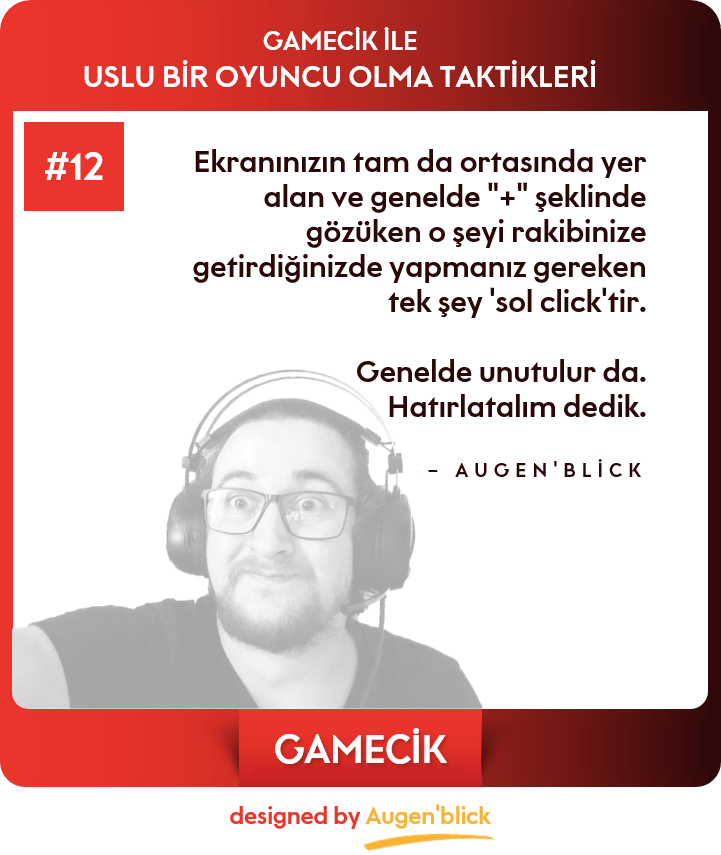 GAMECİK İLE
USLU BİR OYUNCU OLMA TAKTİKLERİ
#12
Ekranınızın tam da ortasında yer
alan ve genelde "+" şeklinde
gözüken o şeyi rakibinize
getirdiğinizde yapmanız gereken
tek şey 'sol click'tir.
Genelde unutulur da.
Hatırlatalım dedik.
- AUGEN'BLİCK
GAMECİK
designed by Augen'blick